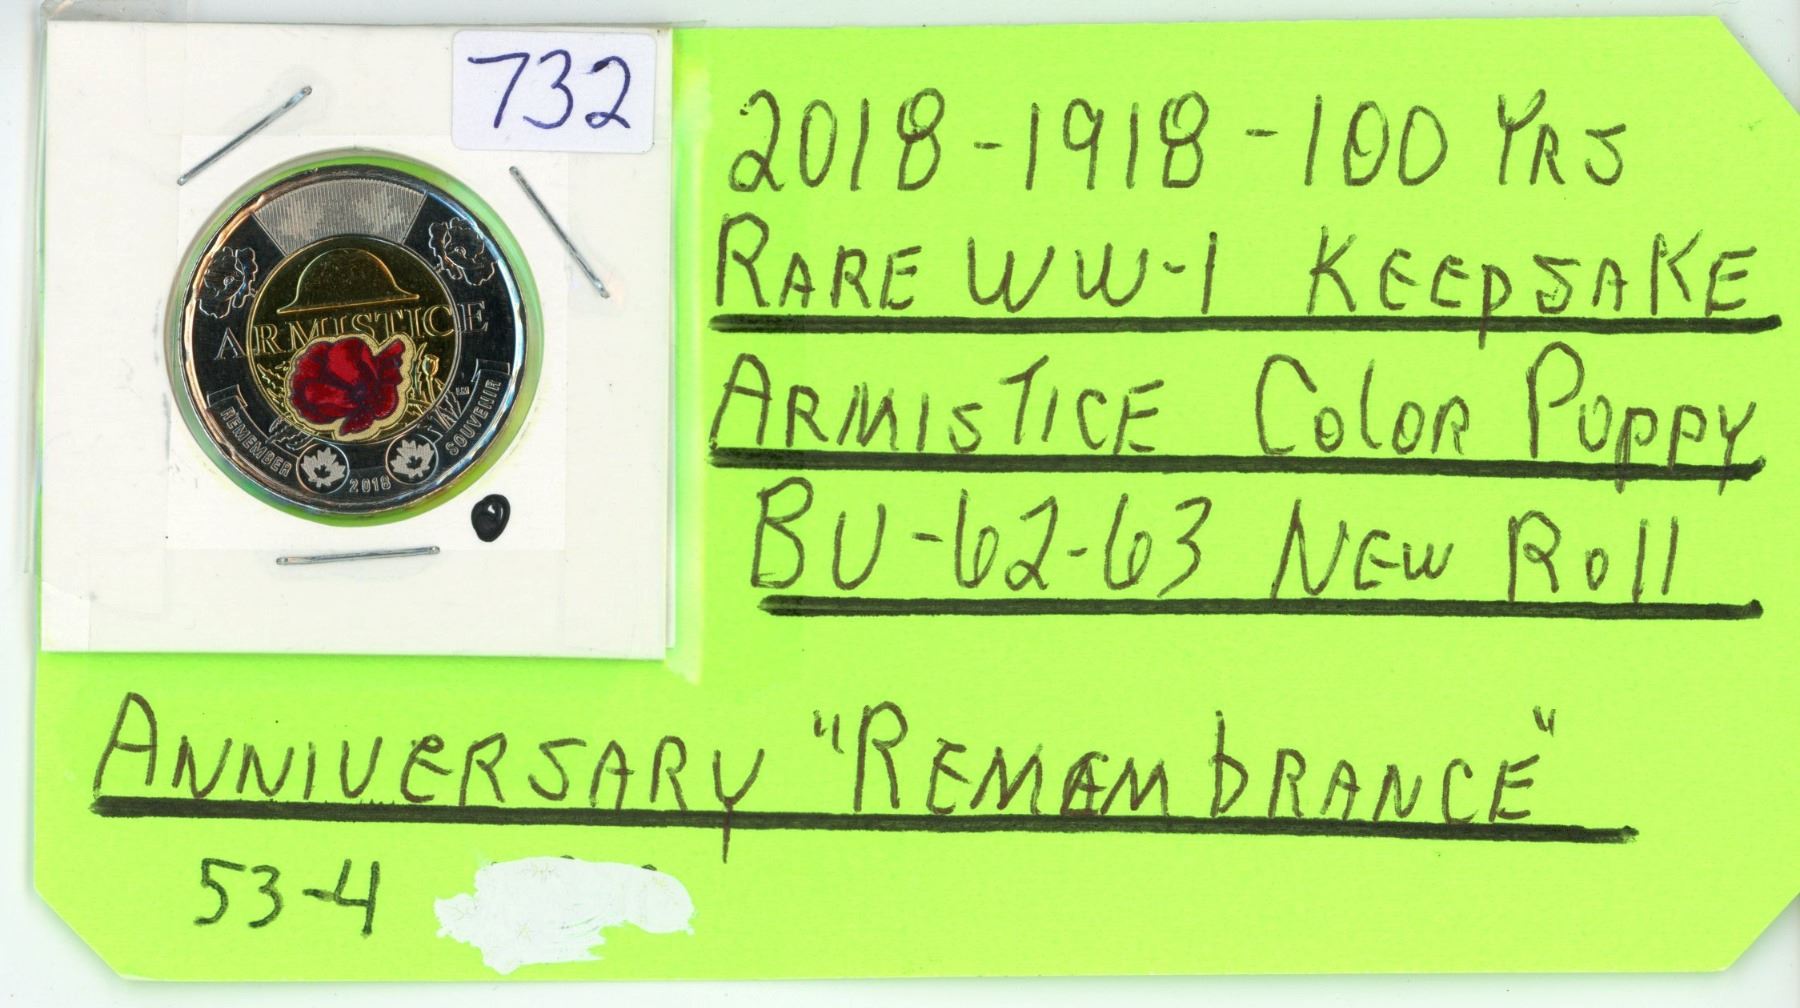 732
2018-1918-100 YRS
RARE WW-1 KEEPSAKE
ARMISTICE COLOR POPPY
BU-62-63 NEW ROLL
ANNIVERSARY "REMEMBRANCE"
53-4
ARMISTICE
REMEMBER
2018
SOUVENIR